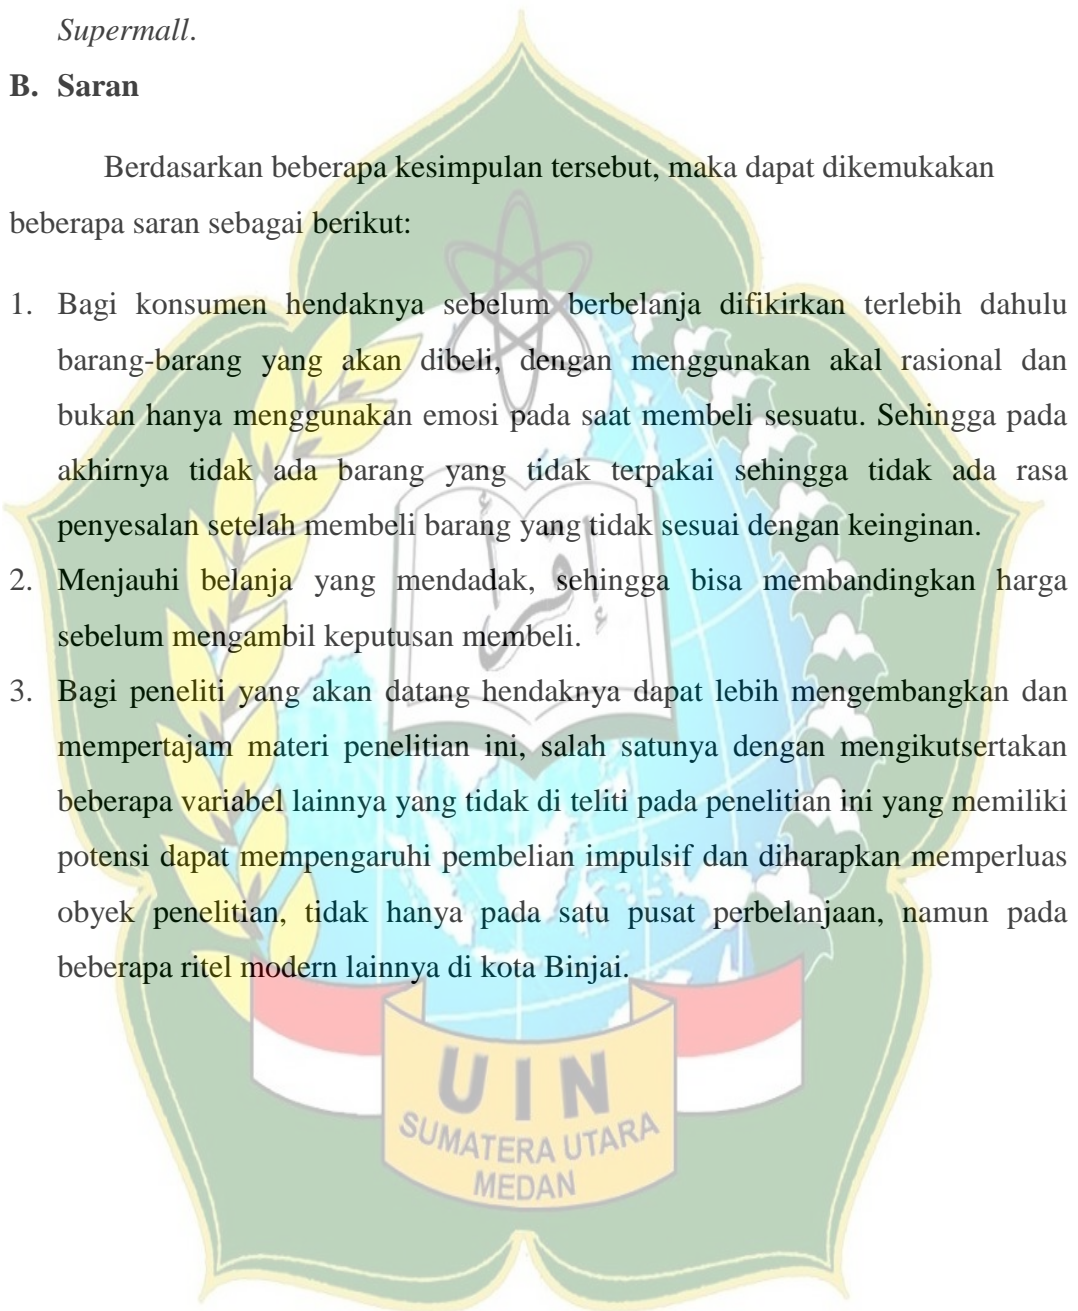 Supermall.
B. Saran
Berdasarkan beberapa kesimpulan tersebut, maka dapat dikemukakan
beberapa saran sebagai berikut:
1. Bagi konsumen hendaknya sebelum berbelanja difikirkan terlebih dahulu
barang-barang yang akan dibeli, dengan menggunakan akal rasional dan
bukan hanya menggunakan emosi pada saat membeli sesuatu. Sehingga pada
akhirnya tidak ada barang yang tidak terpakai sehingga tidak ada rasa
penyesalan setelah membeli barang yang tidak sesuai dengan keinginan.
2. Menjauhi belanja yang mendadak, sehingga bisa membandingkan harga
sebelum mengambil keputusan membeli.
3. Bagi peneliti yang akan datang hendaknya dapat lebih mengembangkan dan
mempertajam materi penelitian ini, salah satunya dengan mengikutsertakan
beberapa variabel lainnya yang tidak di teliti pada penelitian ini yang memiliki
potensi dapat mempengaruhi pembelian impulsif dan diharapkan memperluas
obyek penelitian, tidak hanya pada satu pusat perbelanjaan, namun pada
beberapa ritel modern lainnya di kota Binjai.
UIN
SUMATERA UTARA
MEDAN